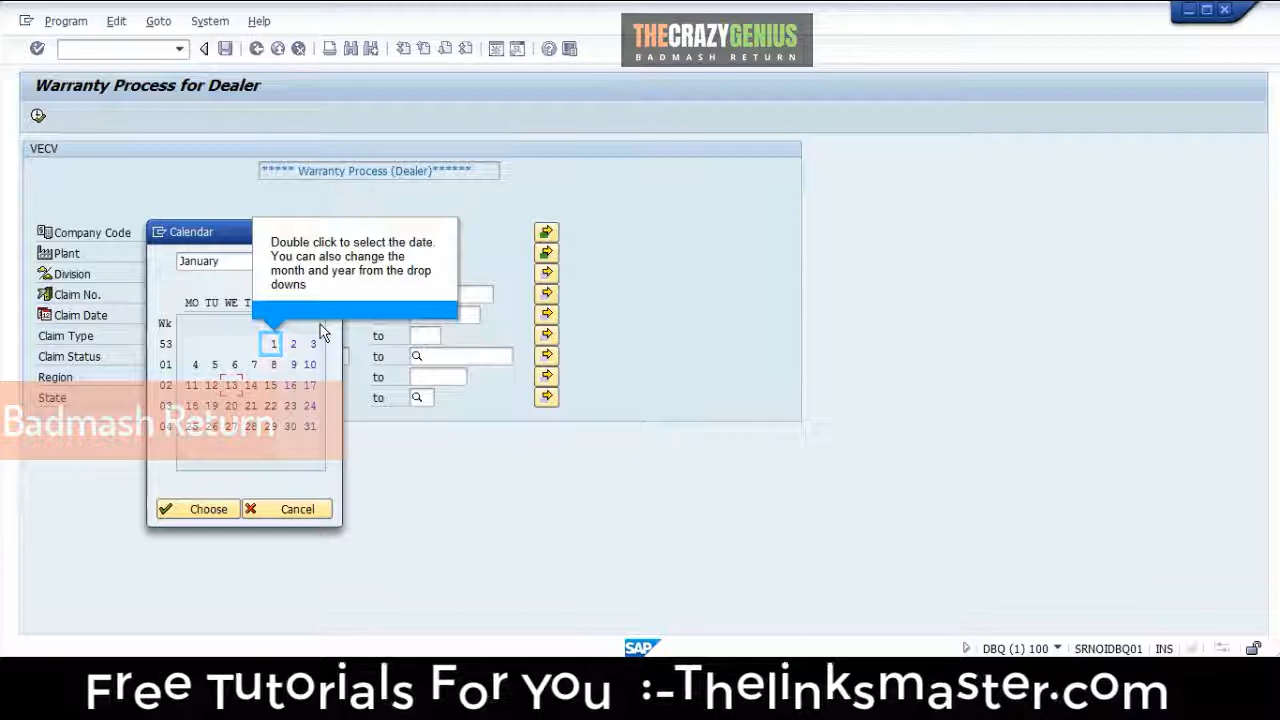 Program Edit Goto System Help
THECRAZYGENIUS
BADMASH RETURN
Warranty Process for Dealer
VECV
***** Warranty Process (Dealer)******
Company Code
Plant
Division
Claim No.
Claim Date
Claim Type to
Claim Status to
Region to
State to
Calendar
January
Double click to select the date.
You can also change the
month and year from the drop
downs
MO TU WE T
Wk
53 1 2 3
01 4 5 6 7 8 9 10
02 11 12 13 14 15 16 17
03 18 19 20 21 22 23 24
04 25 26 27 28 29 30 31
Badmash Return
Choose Cancel
SAP DBQ (1) 100 SRNOIDBQ01 INS
Free Tutorials For You :-Thelinksmaster.com